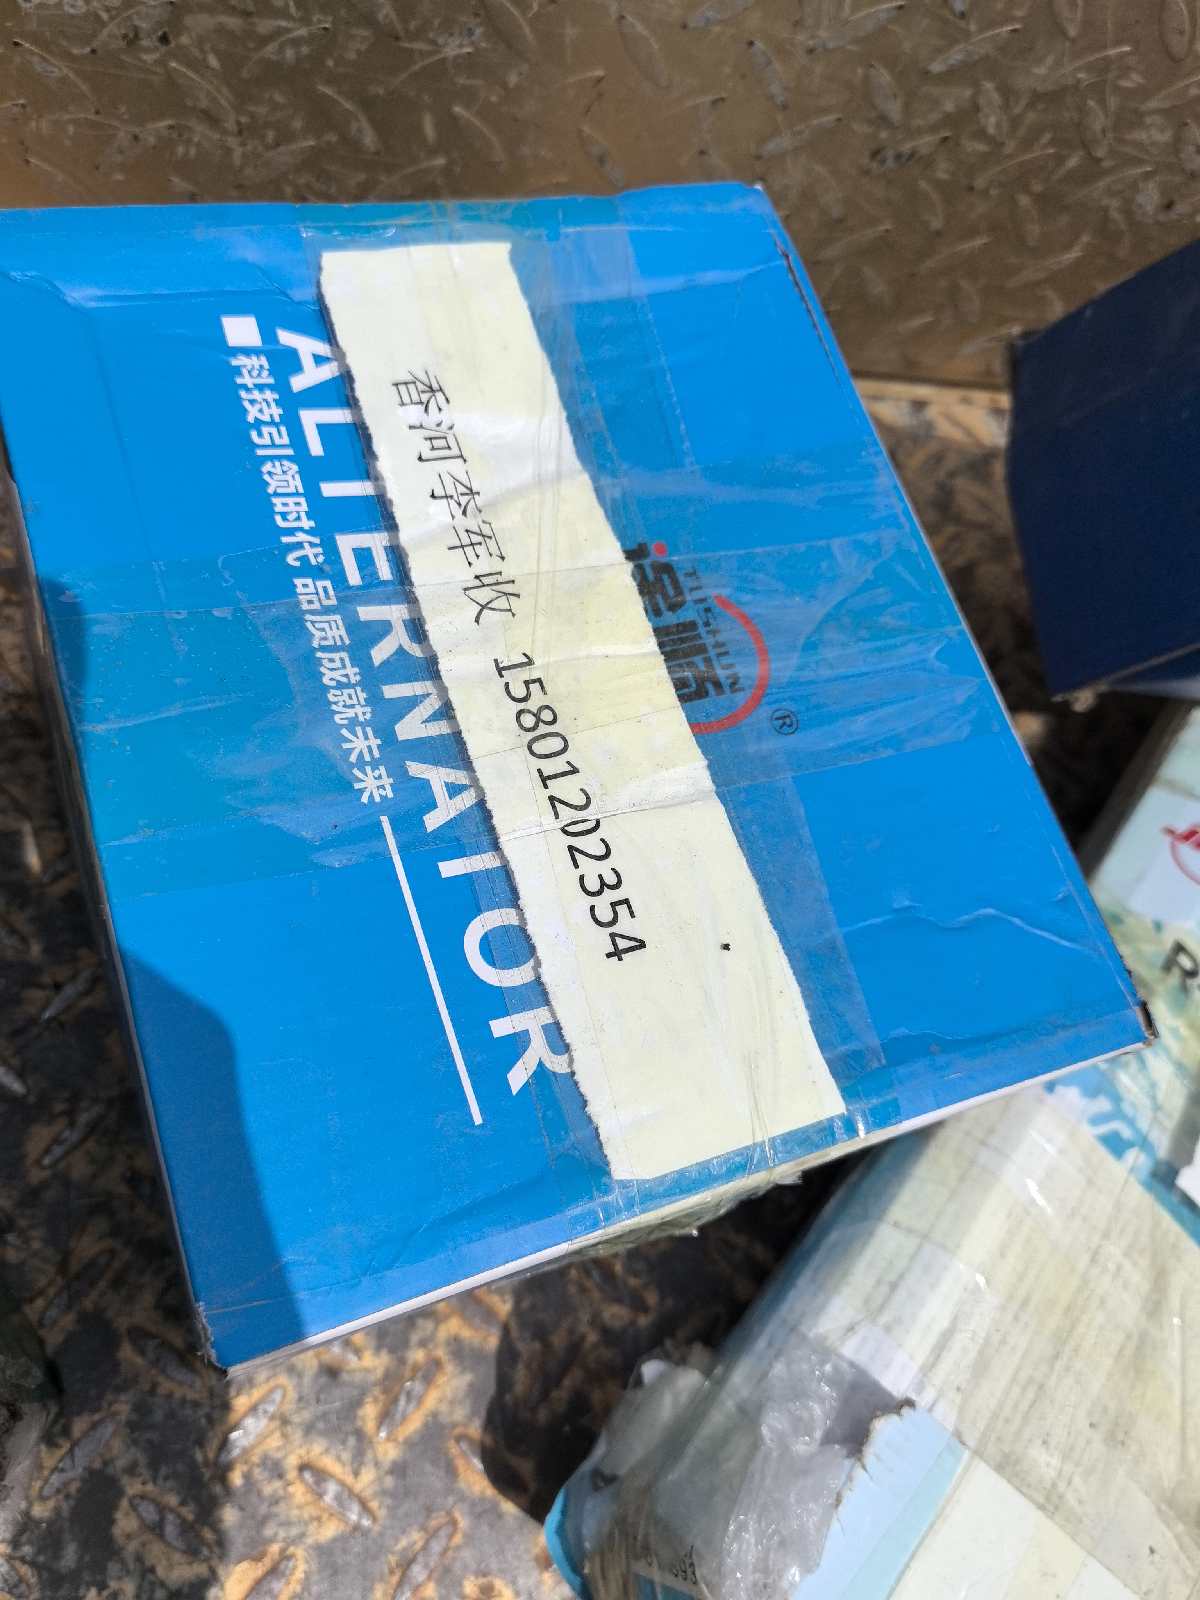 香河李军收 15801202354
ALTERNATOR
科技引领时代 品质成就未来
TUSHUN
®